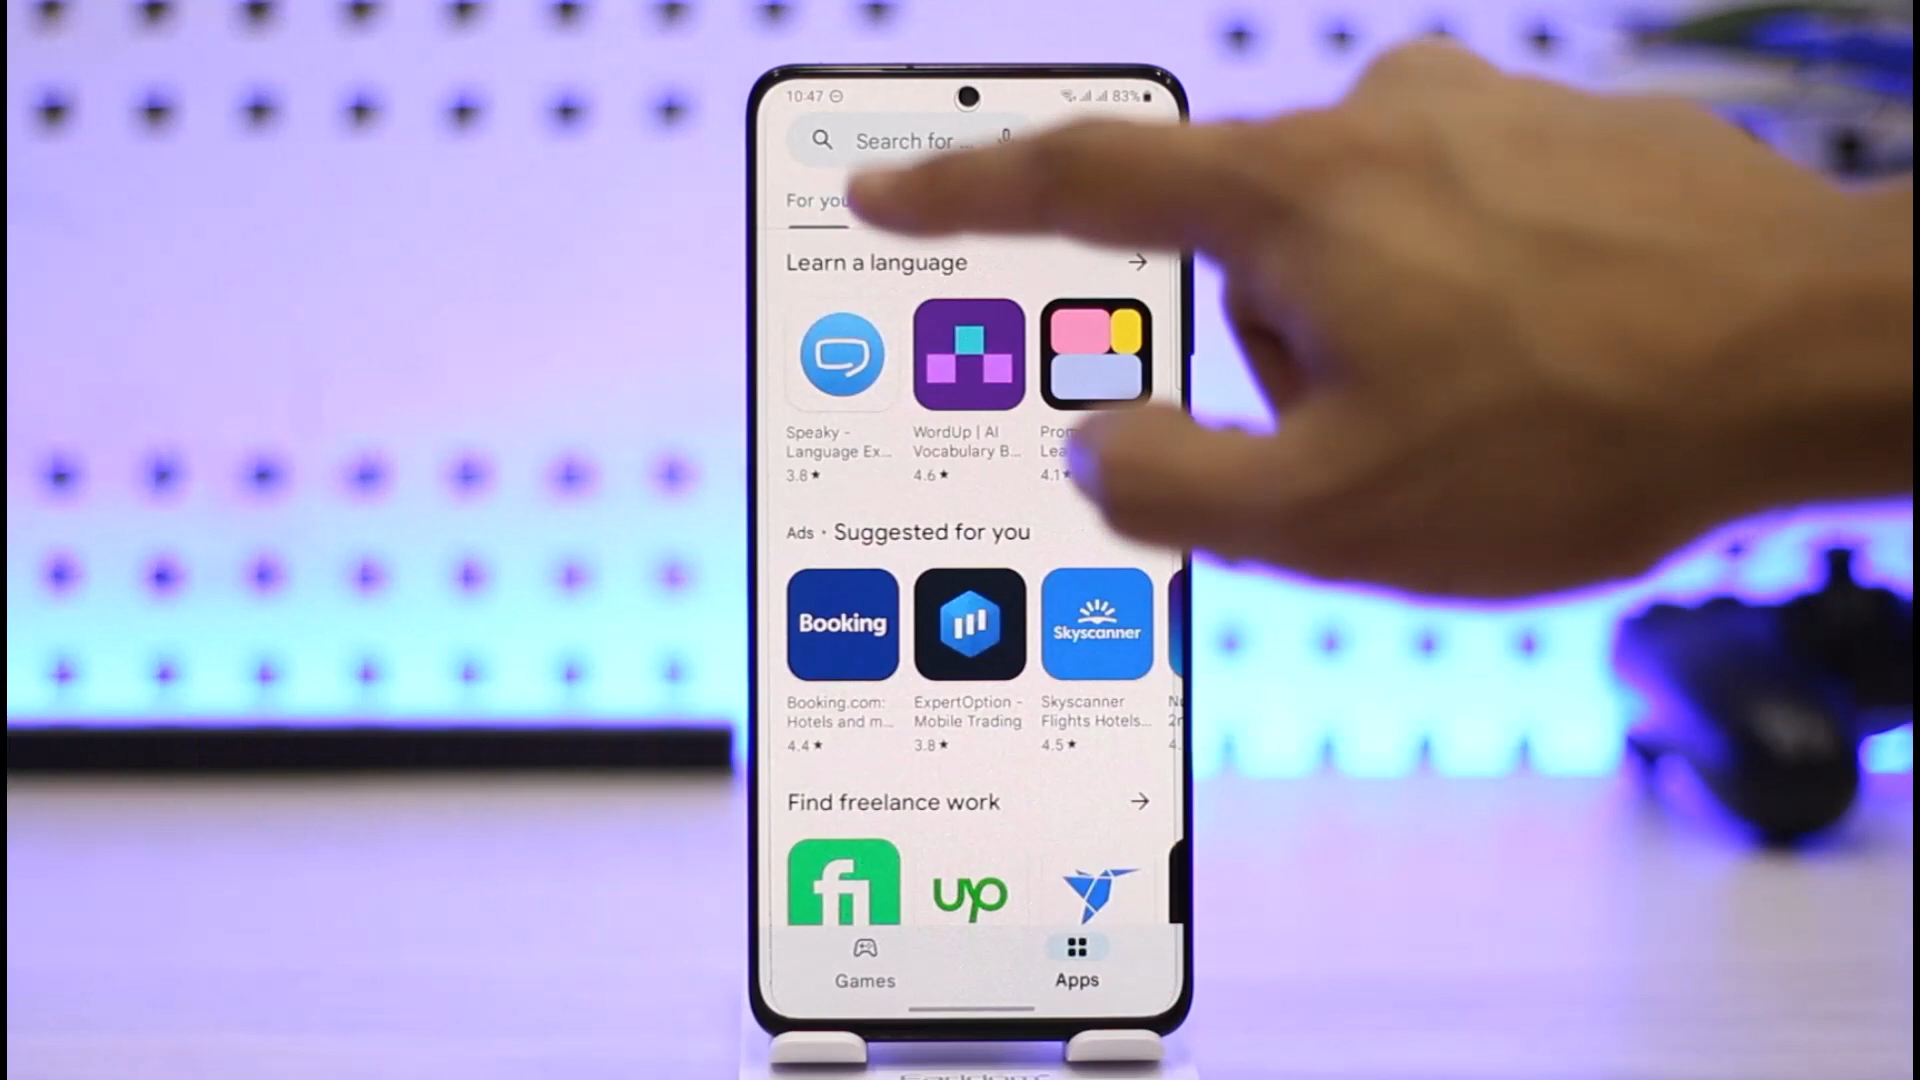 10:47 83%
Search for ...
For you
Learn a language
Speaky - Language Ex...
3.8★
WordUp | AI Vocabulary B...
4.6★
4.1★
Ads · Suggested for you
Booking
Skyscanner
Booking.com: Hotels and m...
4.4★
ExpertOption - Mobile Trading
3.8★
Skyscanner Flights Hotels...
4.5★
Find freelance work
fi
up
Games
Apps